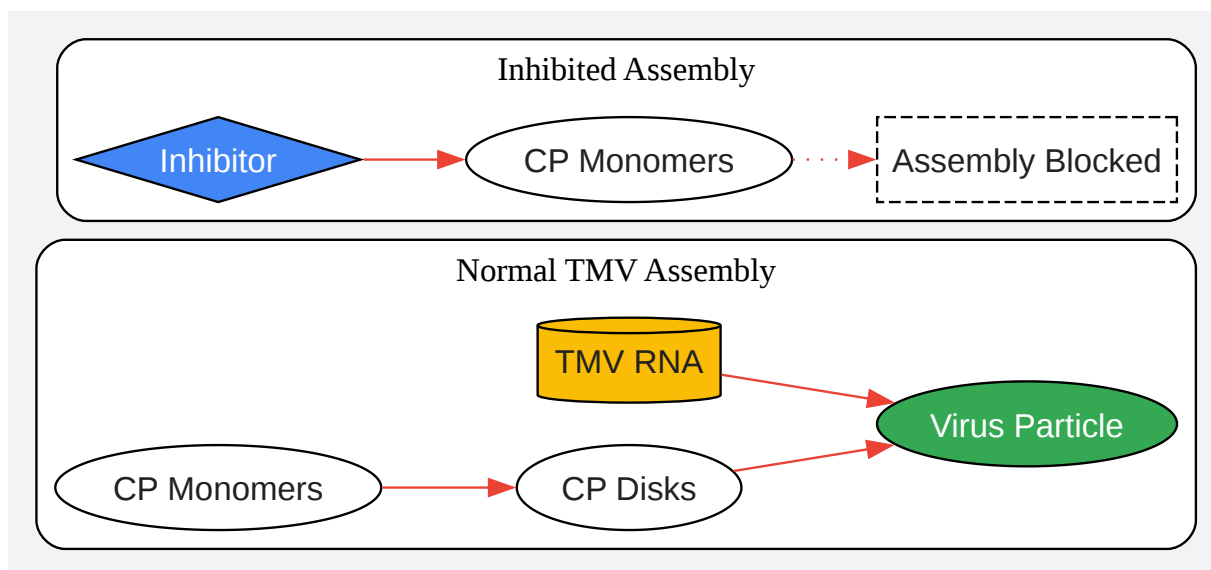 Inhibited Assembly
Inhibitor
CP Monomers
Assembly Blocked
Normal TMV Assembly
TMV RNA
Virus Particle
CP Monomers
CP Disks